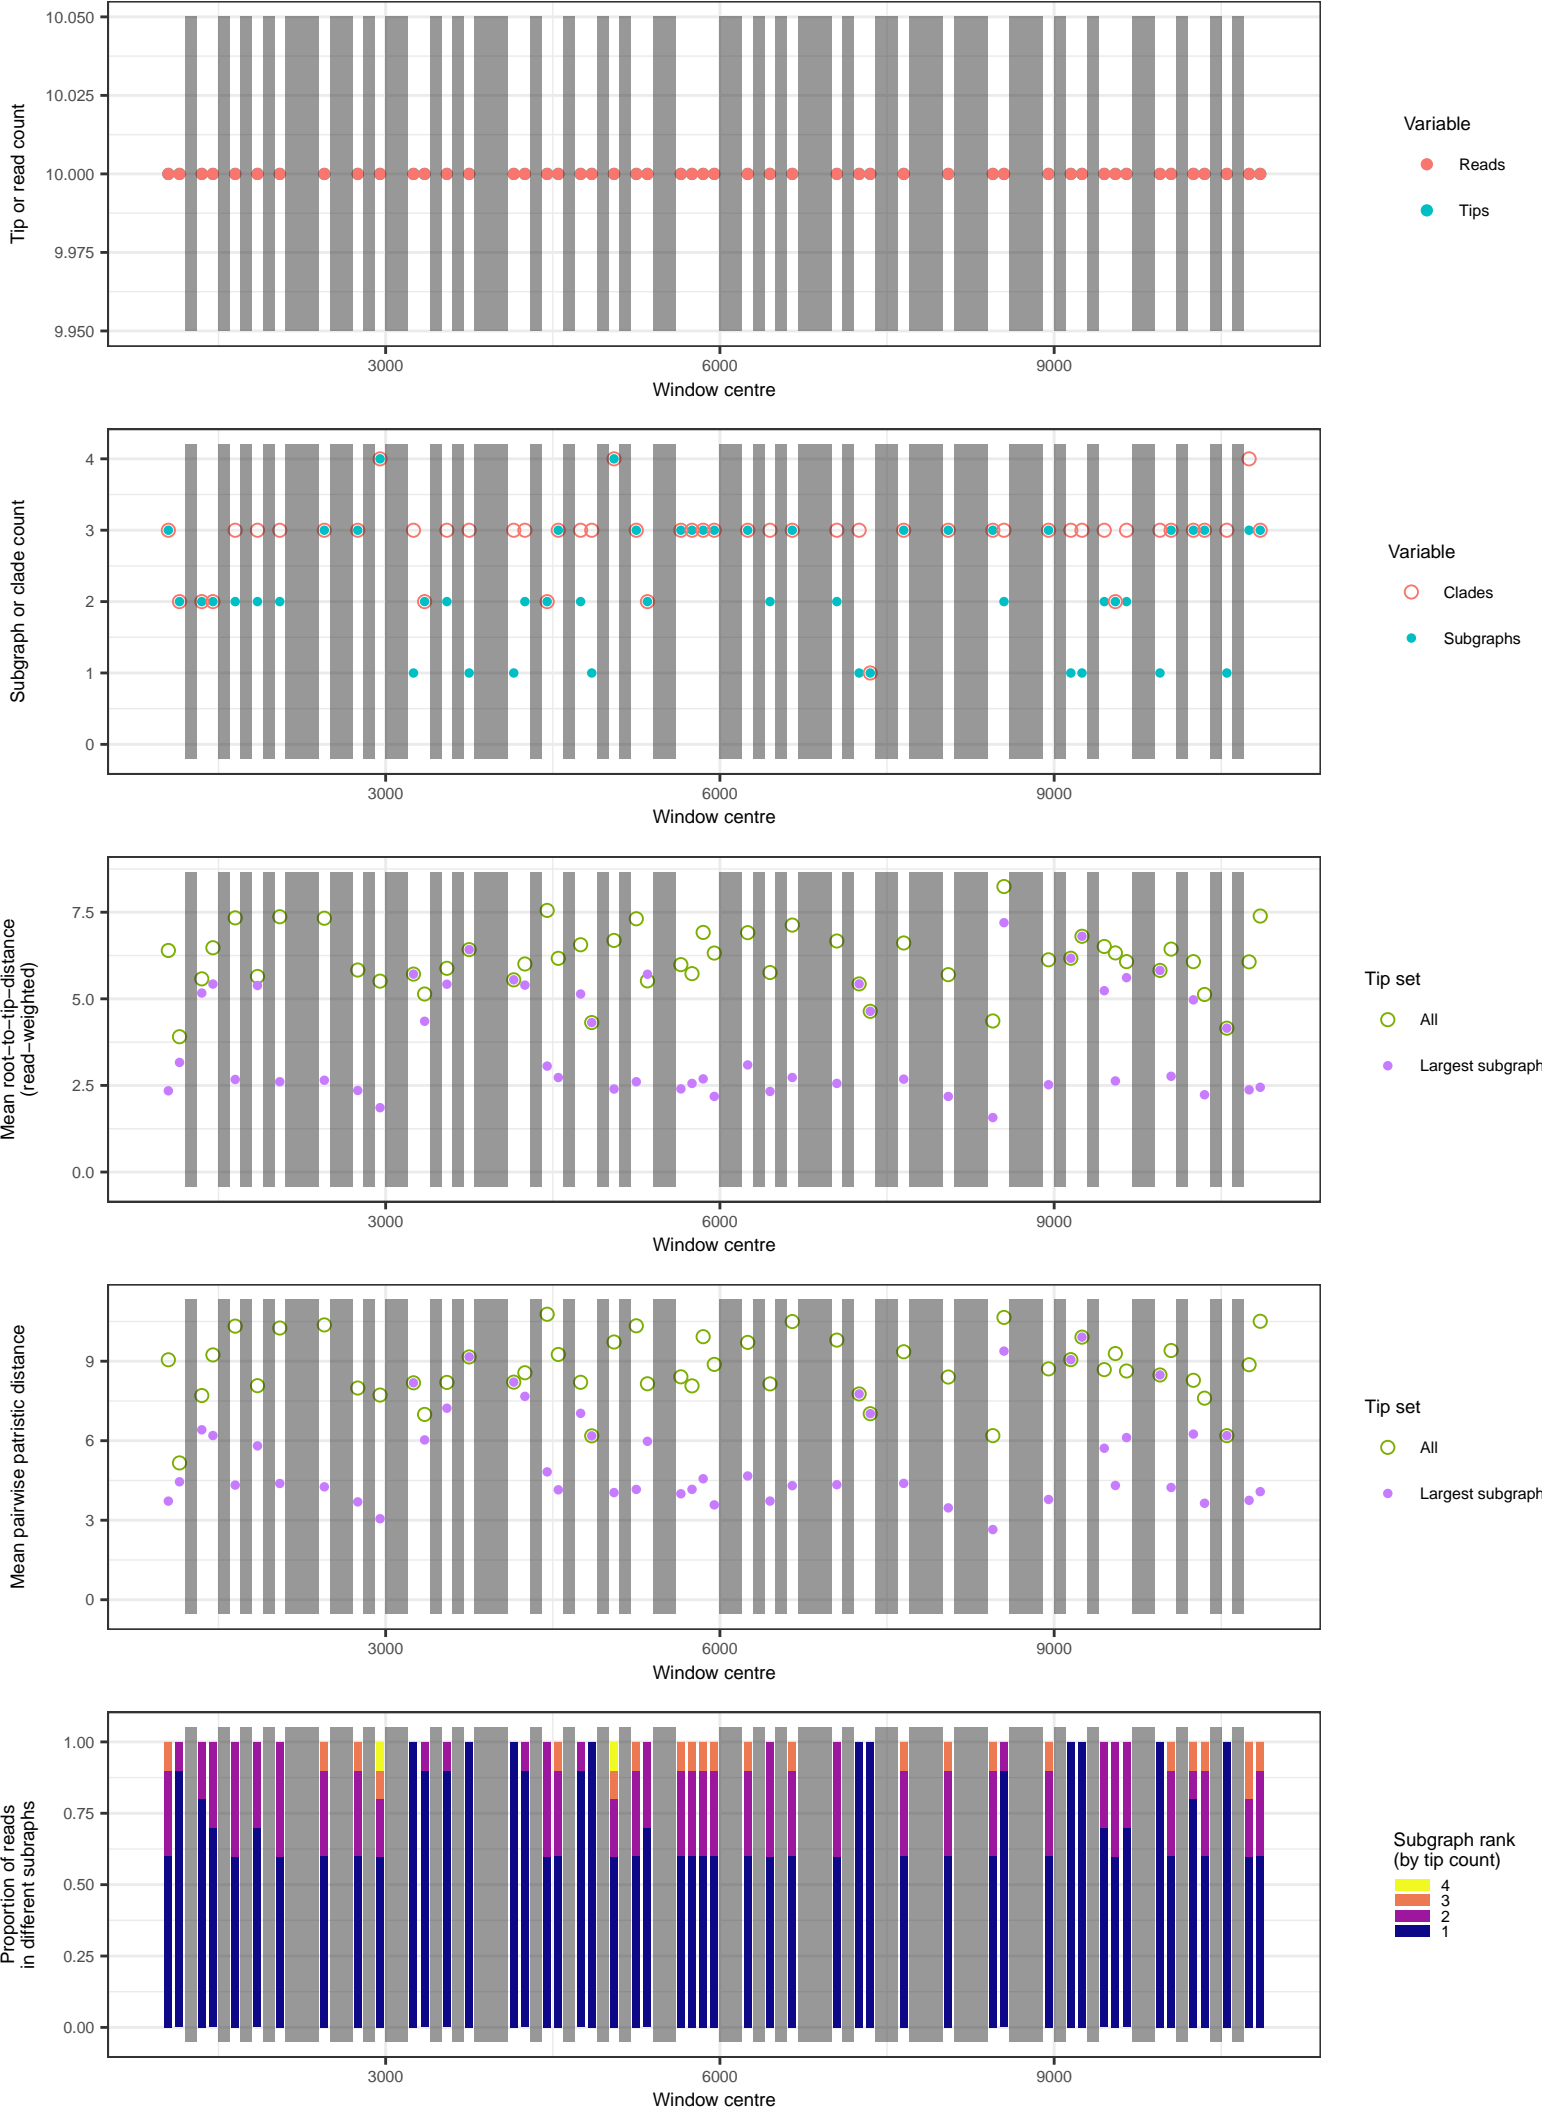 10.050
10.025
10.000
9.975
9.950
Tip or read count
3000
6000
9000
Window centre
Variable
Reads
Tips
4
3
2
1
0
Subgraph or clade count
3000
6000
9000
Window centre
Variable
Clades
Subgraphs
7.5
5.0
2.5
0.0
Mean root−to−tip−distance
(read−weighted)
3000
6000
9000
Window centre
Tip set
All
Largest subgraph
9
6
3
0
Mean pairwise patristic distance
3000
6000
9000
Window centre
Tip set
All
Largest subgraph
1.00
0.75
0.50
0.25
0.00
Proportion of reads
in different subraphs
3000
6000
9000
Window centre
Subgraph rank
(by tip count)
4
3
2
1